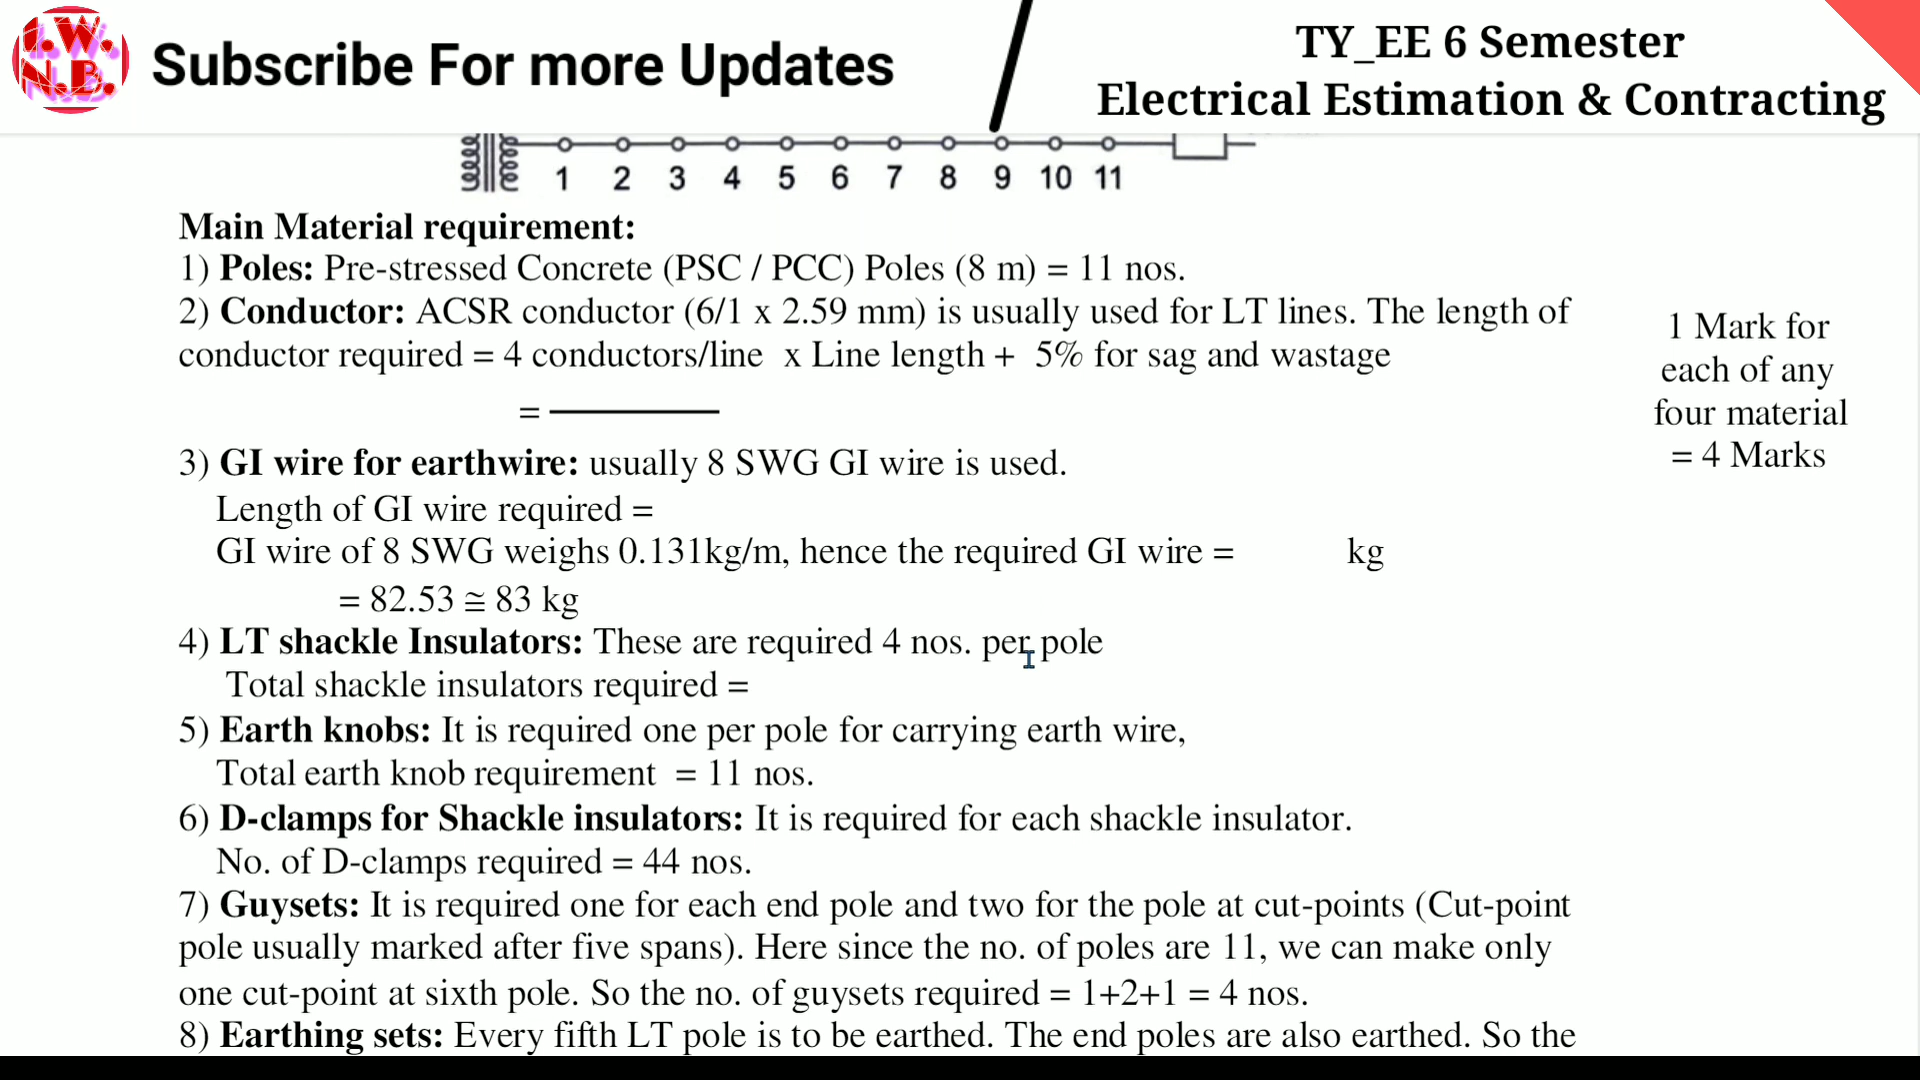 I.W.
N.B.
Subscribe For more Updates
TY_EE 6 Semester
Electrical Estimation & Contracting
1 2 3 4 5 6 7 8 9 10 11
Main Material requirement:
1) Poles: Pre-stressed Concrete (PSC / PCC) Poles (8 m) = 11 nos.
2) Conductor: ACSR conductor (6/1 x 2.59 mm) is usually used for LT lines. The length of
conductor required = 4 conductors/line x Line length + 5% for sag and wastage
=
1 Mark for
each of any
four material
= 4 Marks
3) GI wire for earthwire: usually 8 SWG GI wire is used.
Length of GI wire required =
GI wire of 8 SWG weighs 0.131kg/m, hence the required GI wire = kg
= 82.53 ≅ 83 kg
4) LT shackle Insulators: These are required 4 nos. per pole
Total shackle insulators required =
5) Earth knobs: It is required one per pole for carrying earth wire,
Total earth knob requirement = 11 nos.
6) D-clamps for Shackle insulators: It is required for each shackle insulator.
No. of D-clamps required = 44 nos.
7) Guysets: It is required one for each end pole and two for the pole at cut-points (Cut-point
pole usually marked after five spans). Here since the no. of poles are 11, we can make only
one cut-point at sixth pole. So the no. of guysets required = 1+2+1 = 4 nos.
8) Earthing sets: Every fifth LT pole is to be earthed. The end poles are also earthed. So the